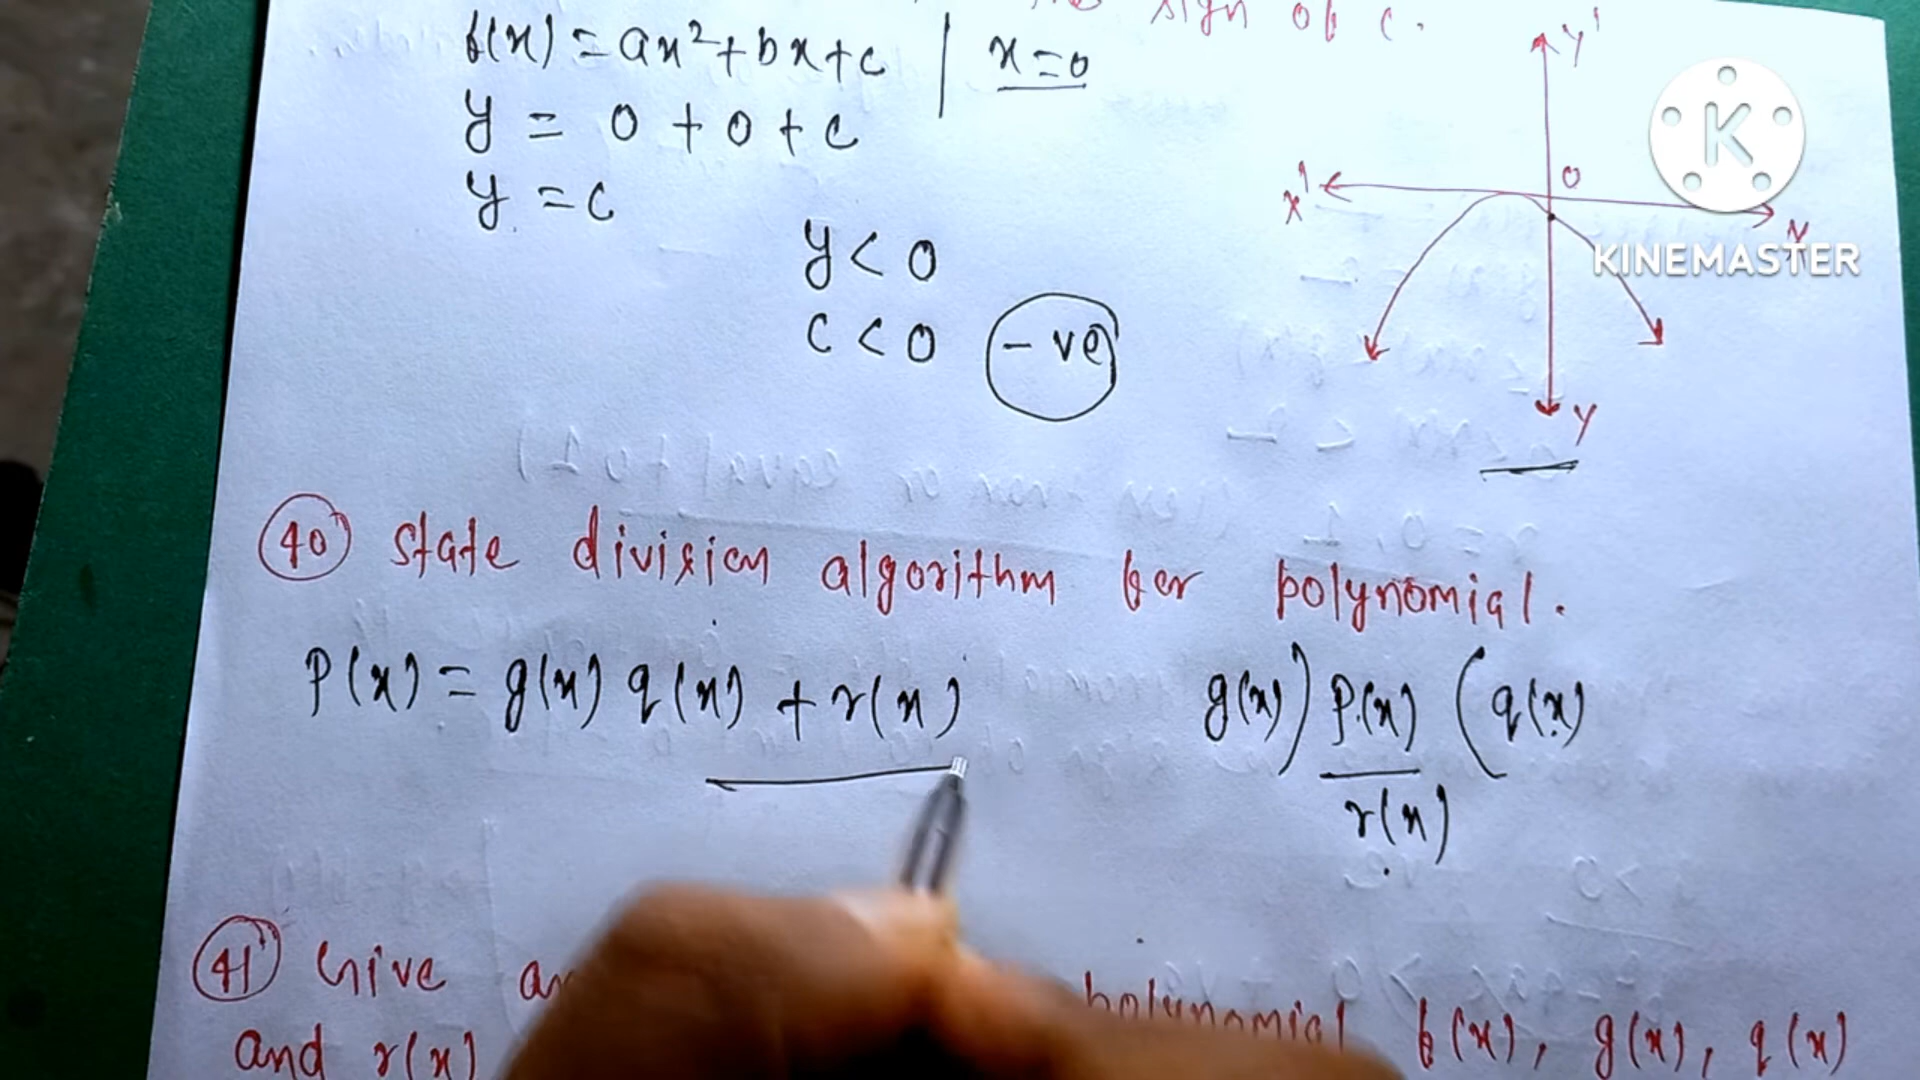 sign of c.
f(x) = ax²+bx+c | x=0
y = 0 + 0 + c
y = c
y < 0
c < 0 - ve
Y'
X' O X
Y
K
KINEMASTER
40 State division algorithm for polynomial.
P(x) = g(x) q(x) + r(x) g(x) ) P(x) ( q(x)
r(x)
41 Give polynomial f(x), g(x), q(x)
and r(x)